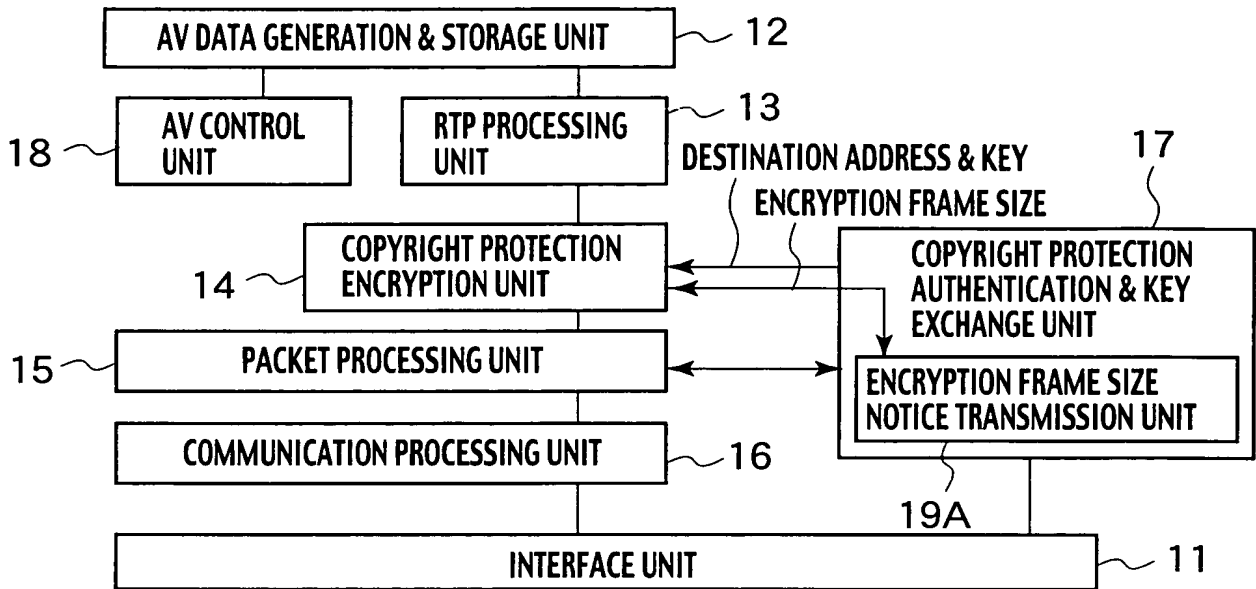 AV DATA GENERATION & STORAGE UNIT
12
AV CONTROL
UNIT
18
RTP PROCESSING
UNIT
13
DESTINATION ADDRESS & KEY
17
ENCRYPTION FRAME SIZE
COPYRIGHT PROTECTION
ENCRYPTION UNIT
14
COPYRIGHT PROTECTION
AUTHENTICATION & KEY
EXCHANGE UNIT
PACKET PROCESSING UNIT
15
ENCRYPTION FRAME SIZE
NOTICE TRANSMISSION UNIT
COMMUNICATION PROCESSING UNIT
16
19A
INTERFACE UNIT
11